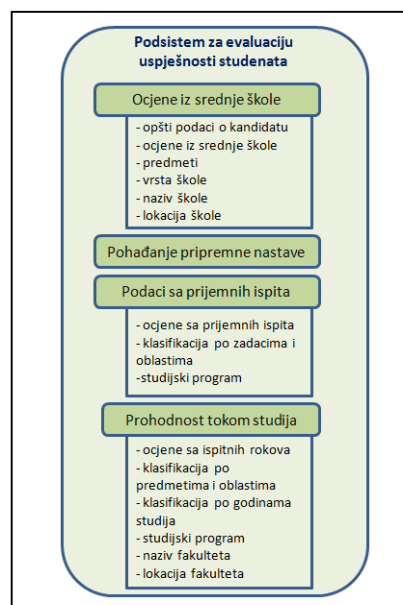 Podsistem za evaluaciju
uspješnosti studenata
Ocjene iz srednje škole
- opšti podaci o kandidatu
- ocjene iz srednje škole
- predmeti
- vrsta škole
- naziv škole
- lokacija škole
Pohađanje pripremne nastave
Podaci sa prijemnih ispita
- ocjene sa prijemnih ispita
- klasifikacija po zadacima i
oblastima
-studijski program
Prohodnost tokom studija
- ocjene sa ispitnih rokova
- klasifikacija po
predmetima i oblastima
- klasifikacija po godinama
studija
- studijski program
- naziv fakulteta
- lokacija fakulteta